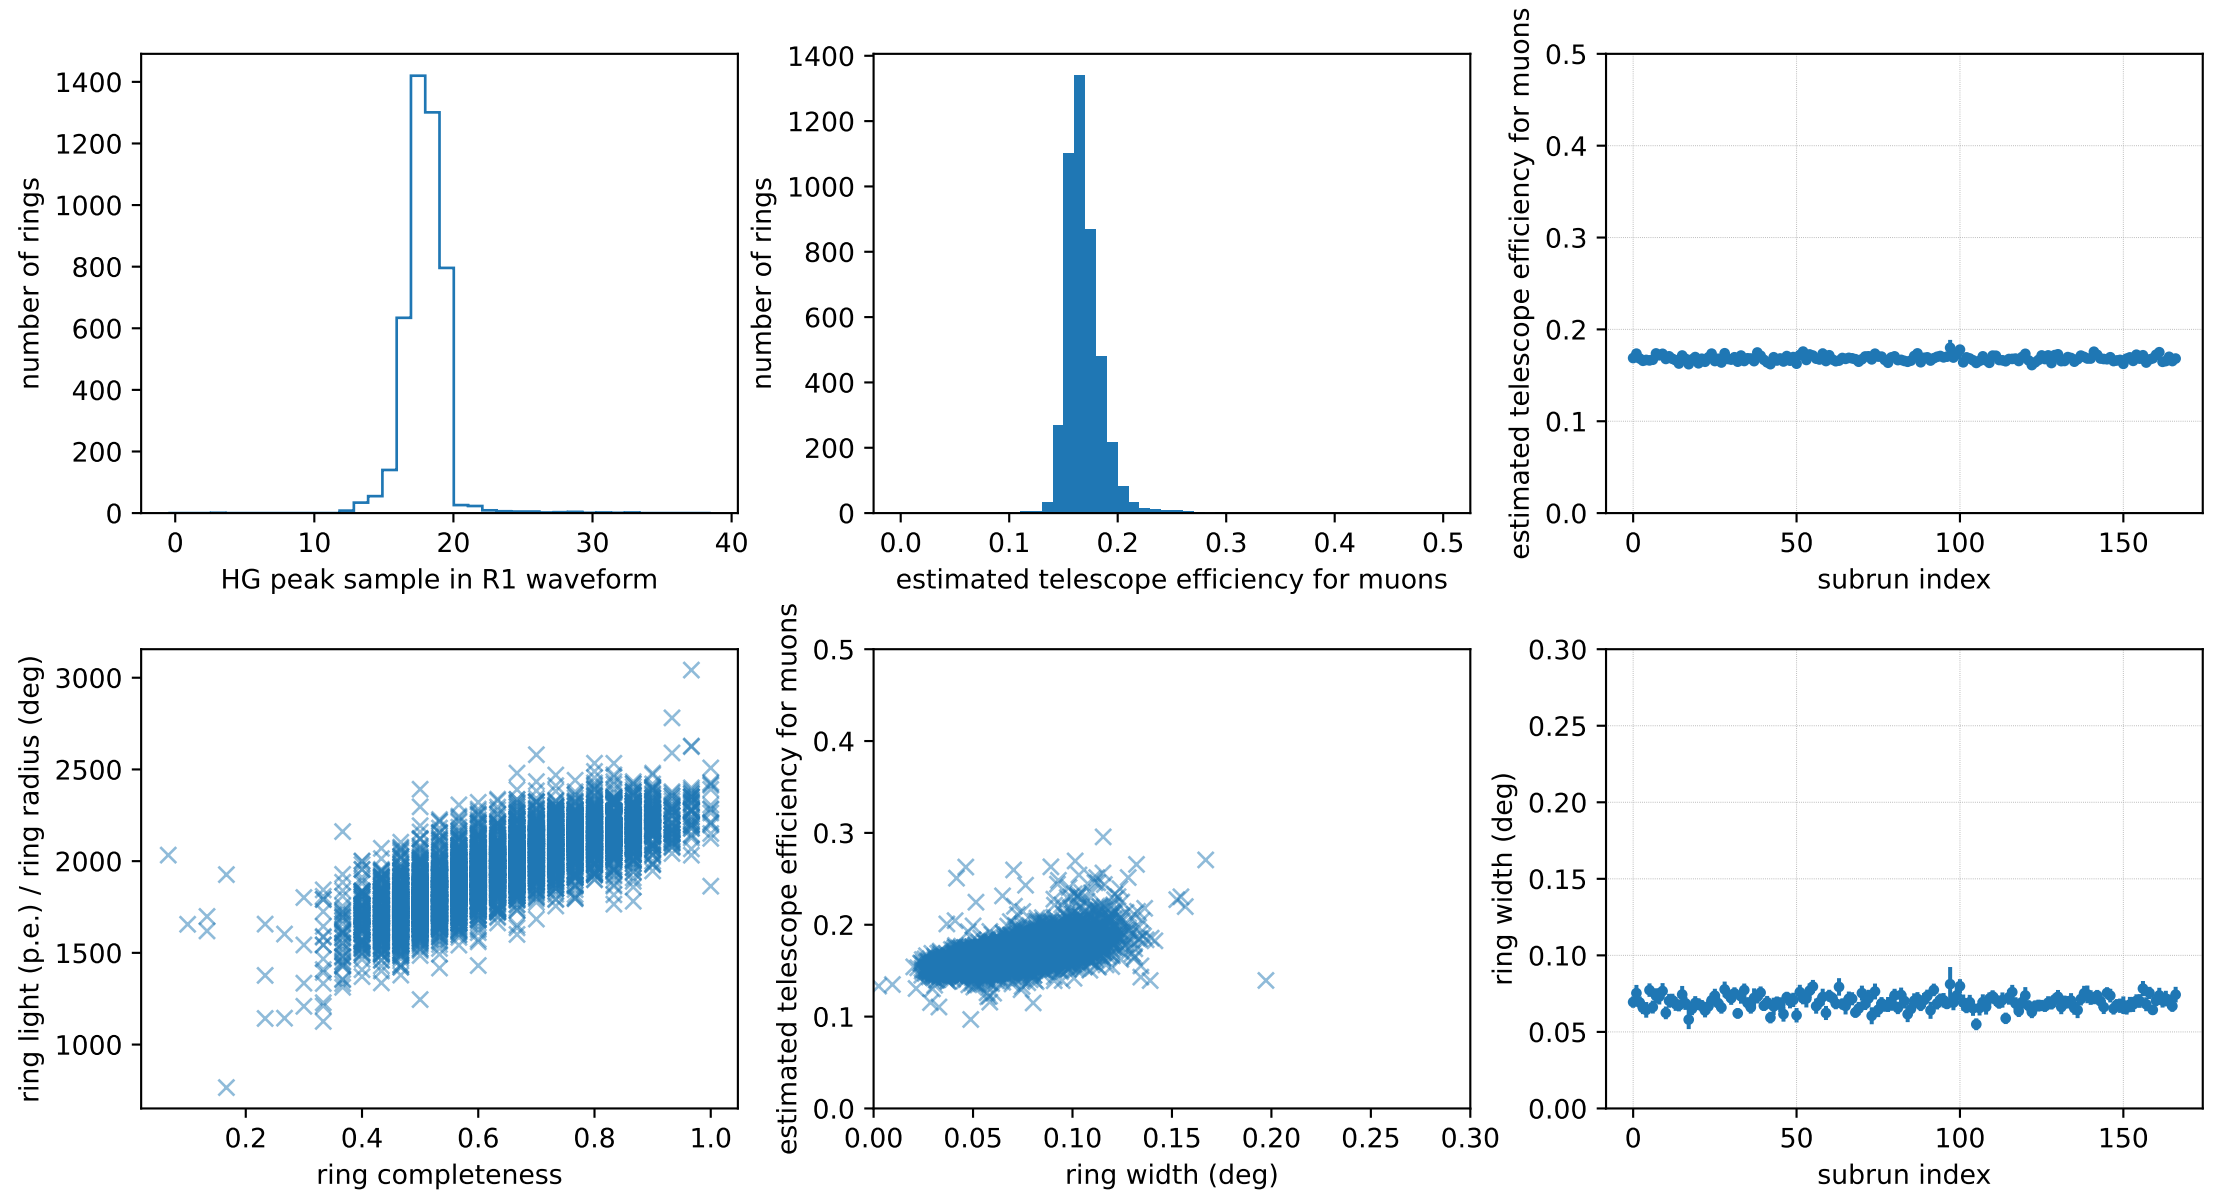 1400
1200
1000
800
600
400
200
0
number of rings
0 10 20 30 40
HG peak sample in R1 waveform
1400
1200
1000
800
600
400
200
0
number of rings
0.0 0.1 0.2 0.3 0.4 0.5
estimated telescope efficiency for muons
0.5
0.4
0.3
0.2
0.1
0.0
estimated telescope efficiency for muons
0 50 100 150
subrun index
3000
2500
2000
1500
1000
ring light (p.e.) / ring radius (deg)
0.2 0.4 0.6 0.8 1.0
ring completeness
0.5
0.4
0.3
0.2
0.1
0.0
estimated telescope efficiency for muons
0.00 0.05 0.10 0.15 0.20 0.25 0.30
ring width (deg)
0.30
0.25
0.20
0.15
0.10
0.05
0.00
ring width (deg)
0 50 100 150
subrun index